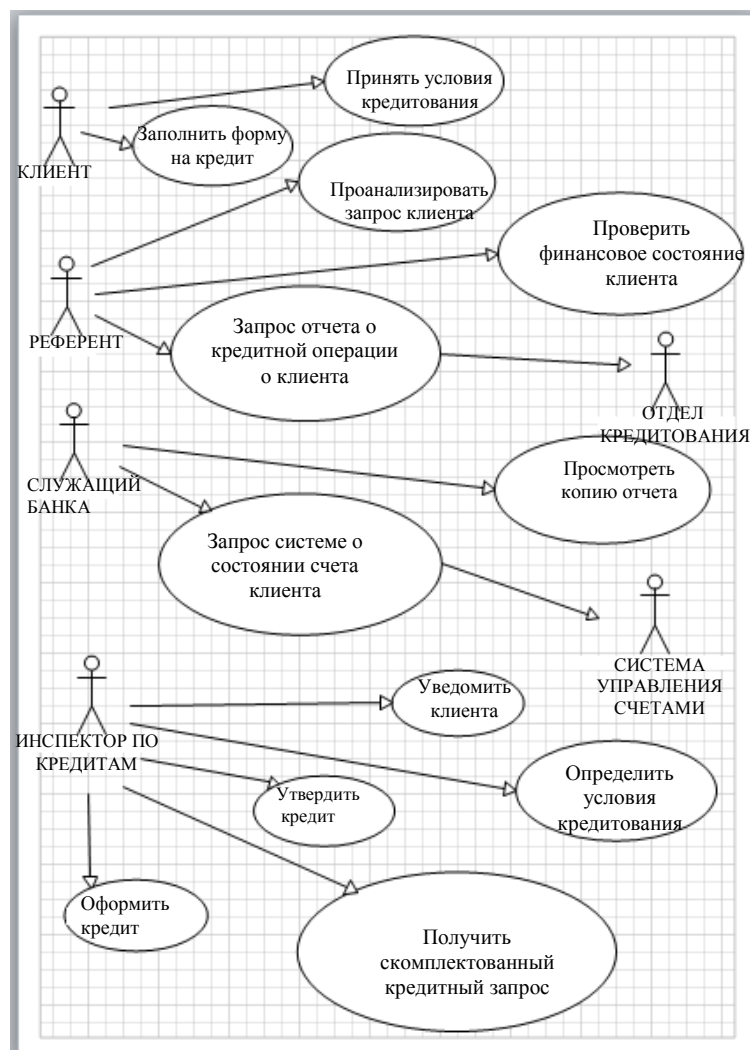 Принять условия
кредитования
Заполнить форму
на кредит
КЛИЕНТ
Проанализировать
запрос клиента
Проверить
финансовое состояние
клиента
РЕФЕРЕНТ
Запрос отчета о
кредитной операции
о клиента
ОТДЕЛ
КРЕДИТОВАНИЯ
СЛУЖАЩИЙ
БАНКА
Просмотреть
копию отчета
Запрос системе о
состоянии счета
клиента
СИСТЕМА
УПРАВЛЕНИЯ
СЧЕТАМИ
ИНСПЕКТОР ПО
КРЕДИТАМ
Уведомить
клиента
Определить
условия
кредитования
Утвердить
кредит
Оформить
кредит
Получить
скомплектованный
кредитный запрос